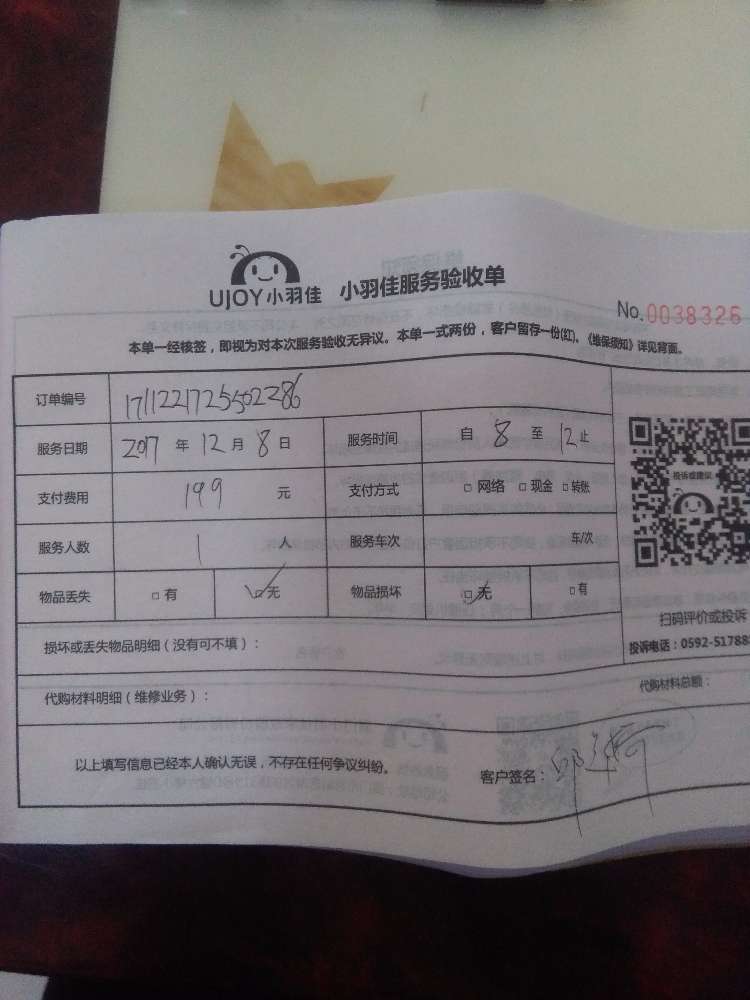 UJOY小羽佳 小羽佳服务验收单
No.0038326
本单一经核签，即视为对本次服务验收无异议。本单一式两份，客户留存一份(红)。《维保须知》详见背面。
订单编号 1711221725502286
服务日期 2017 年 12 月 8 日 服务时间 自 8 至 12 止
支付费用 199 元 支付方式 □ 网络 □ 现金 □ 转账
服务人数 1 人 服务车次 车/次
物品丢失 □ 有 ☑ 无 物品损坏 ☑ 无 □ 有
投诉或建议
扫码评价或投诉
投诉电话：0592-51788
损坏或丢失物品明细（没有可不填）：
代购材料明细（维修业务）： 代购材料总额：
以上填写信息已经本人确认无误，不存在任何争议纠纷。 客户签名：